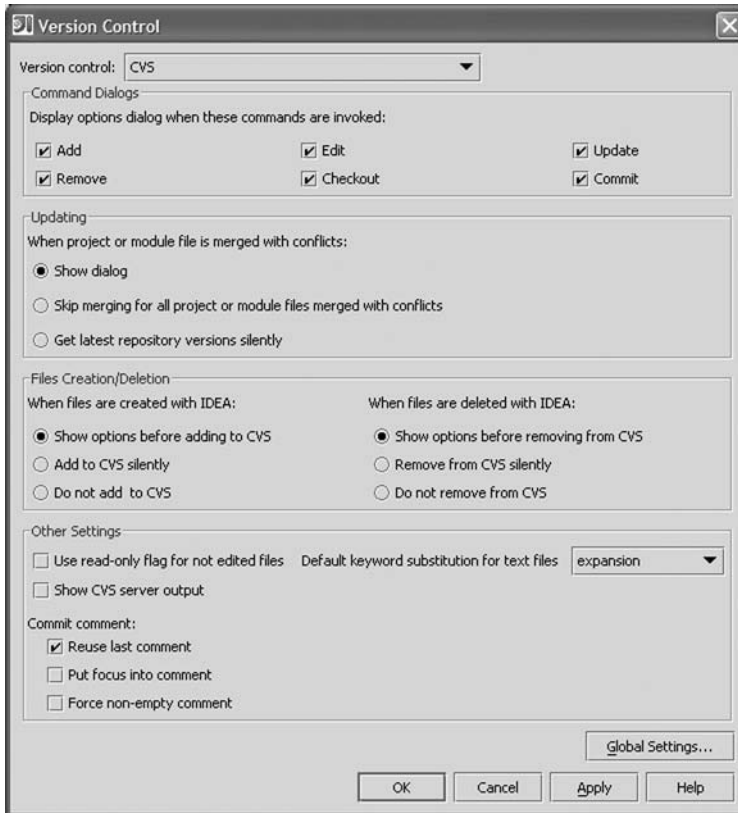 Version Control
Version control: CVS
Command Dialogs
Display options dialog when these commands are invoked:
Add Edit Update
Remove Checkout Commit
Updating
When project or module file is merged with conflicts:
Show dialog
Skip merging for all project or module files merged with conflicts
Get latest repository versions silently
Files Creation/Deletion
When files are created with IDEA: When files are deleted with IDEA:
Show options before adding to CVS Show options before removing from CVS
Add to CVS silently Remove from CVS silently
Do not add to CVS Do not remove from CVS
Other Settings
Use read-only flag for not edited files Default keyword substitution for text files expansion
Show CVS server output
Commit comment:
Reuse last comment
Put focus into comment
Force non-empty comment
Global Settings...
OK Cancel Apply Help